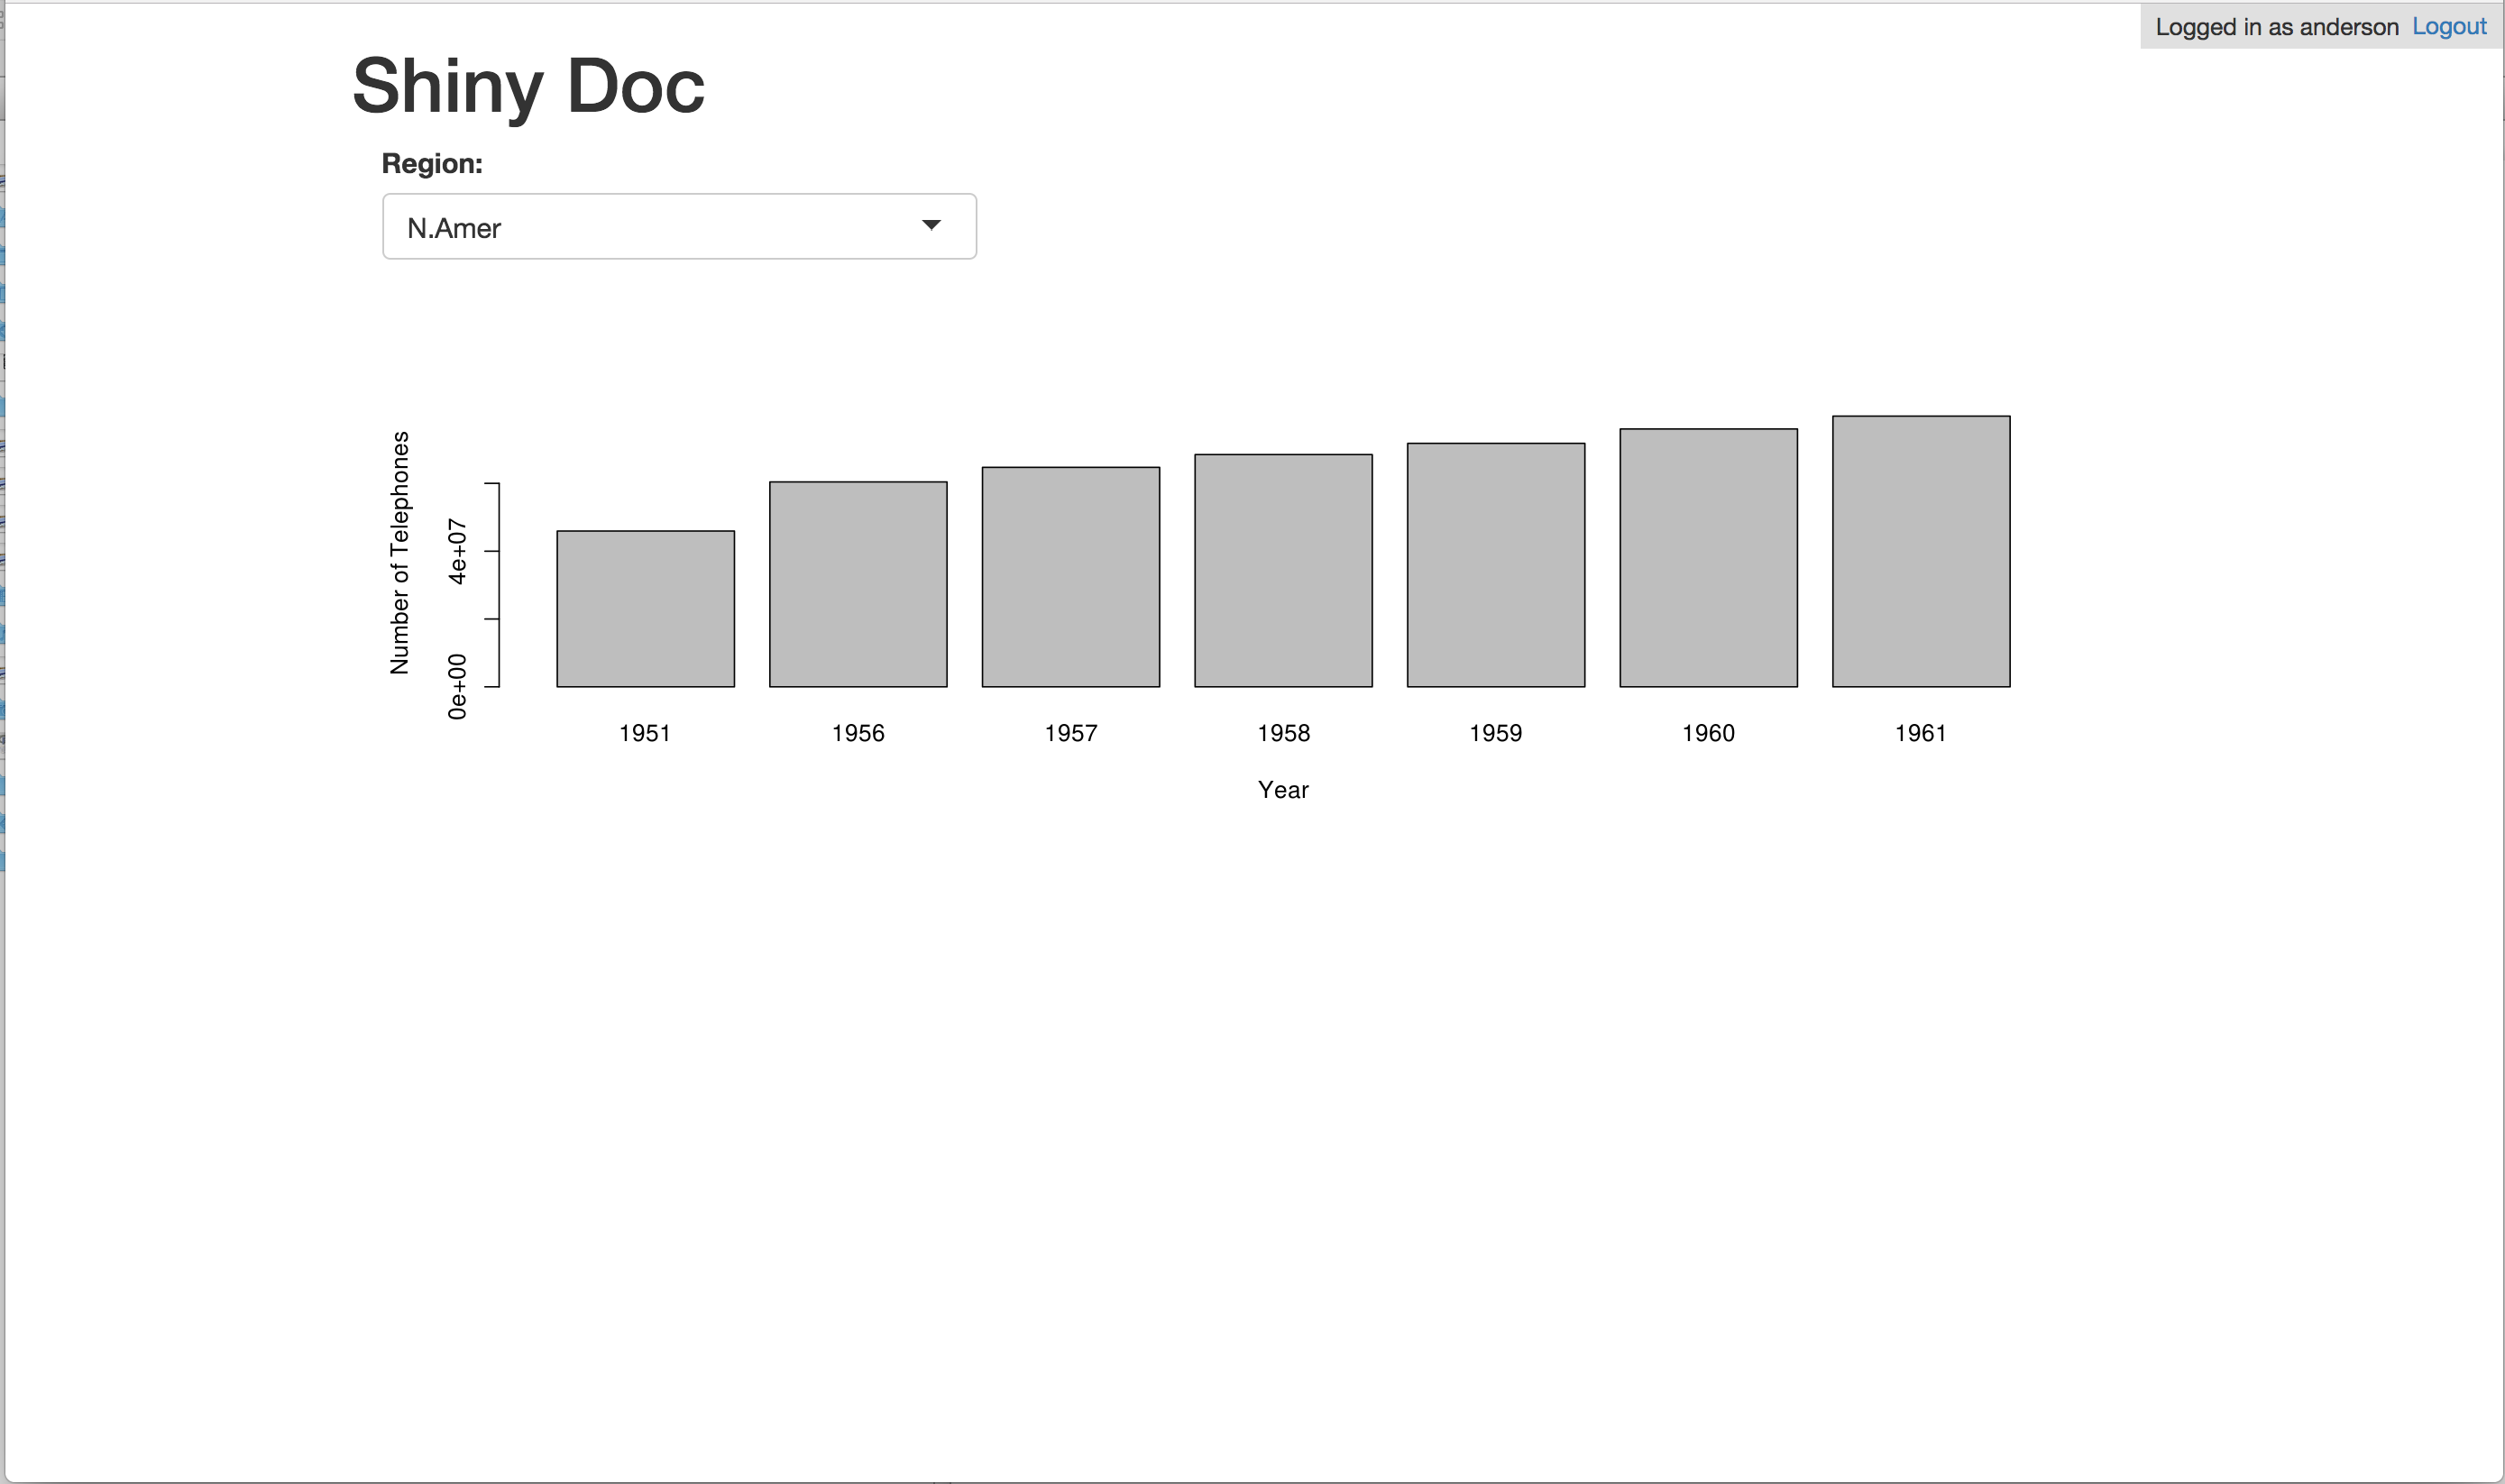 Logged in as anderson Logout
Shiny Doc
Region:
N.Amer
Number of Telephones
4e+07
0e+00
1951 1956 1957 1958 1959 1960 1961
Year